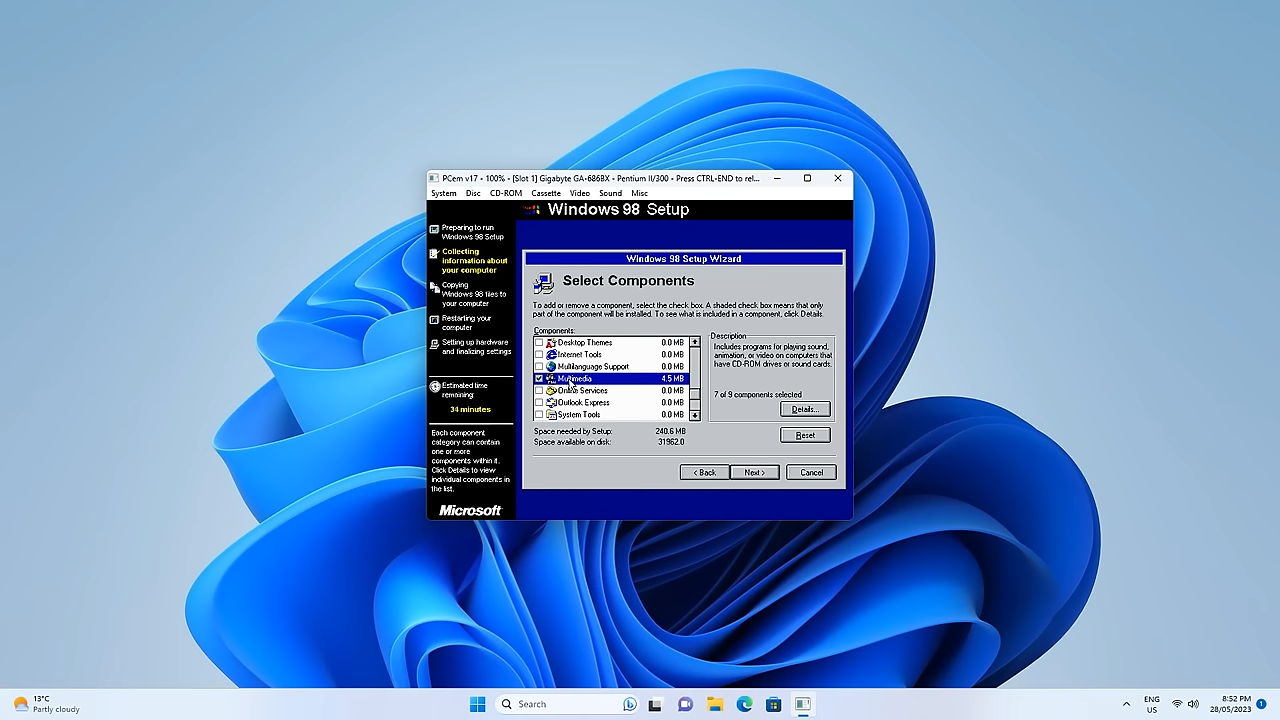 PCem v17 - 100% - [Slot 1] Gigabyte GA-686BX - Pentium II/300 - Press CTRL-END to rel...
System Disc CD-ROM Cassette Video Sound Misc
Windows 98 Setup
Preparing to run
Windows 98 Setup
Collecting
information about
your computer
Copying
Windows 98 files to
your computer
Restarting your
computer
Setting up hardware
and finalizing settings
Estimated time
remaining:
34 minutes
Each component
category can contain
one or more
components within it.
Click Details to view
individual components in
the list.
Microsoft
Windows 98 Setup Wizard
Select Components
To add or remove a component, select the check box. A shaded check box means that only
part of the component will be installed. To see what is included in a component, click Details.
Components:
Desktop Themes 0.0 MB
Internet Tools 0.0 MB
Multilanguage Support 0.0 MB
Multimedia 4.5 MB
Online Services 0.0 MB
Outlook Express 0.0 MB
System Tools 0.0 MB
Description
Includes programs for playing sound,
animation, or video on computers that
have CD-ROM drives or sound cards.
7 of 9 components selected
Details...
Space needed by Setup: 240.6 MB
Space available on disk: 31962.0
Reset
< Back Next > Cancel
13°C
Partly cloudy
Search
ENG
US
8:52 PM
28/05/2023
1